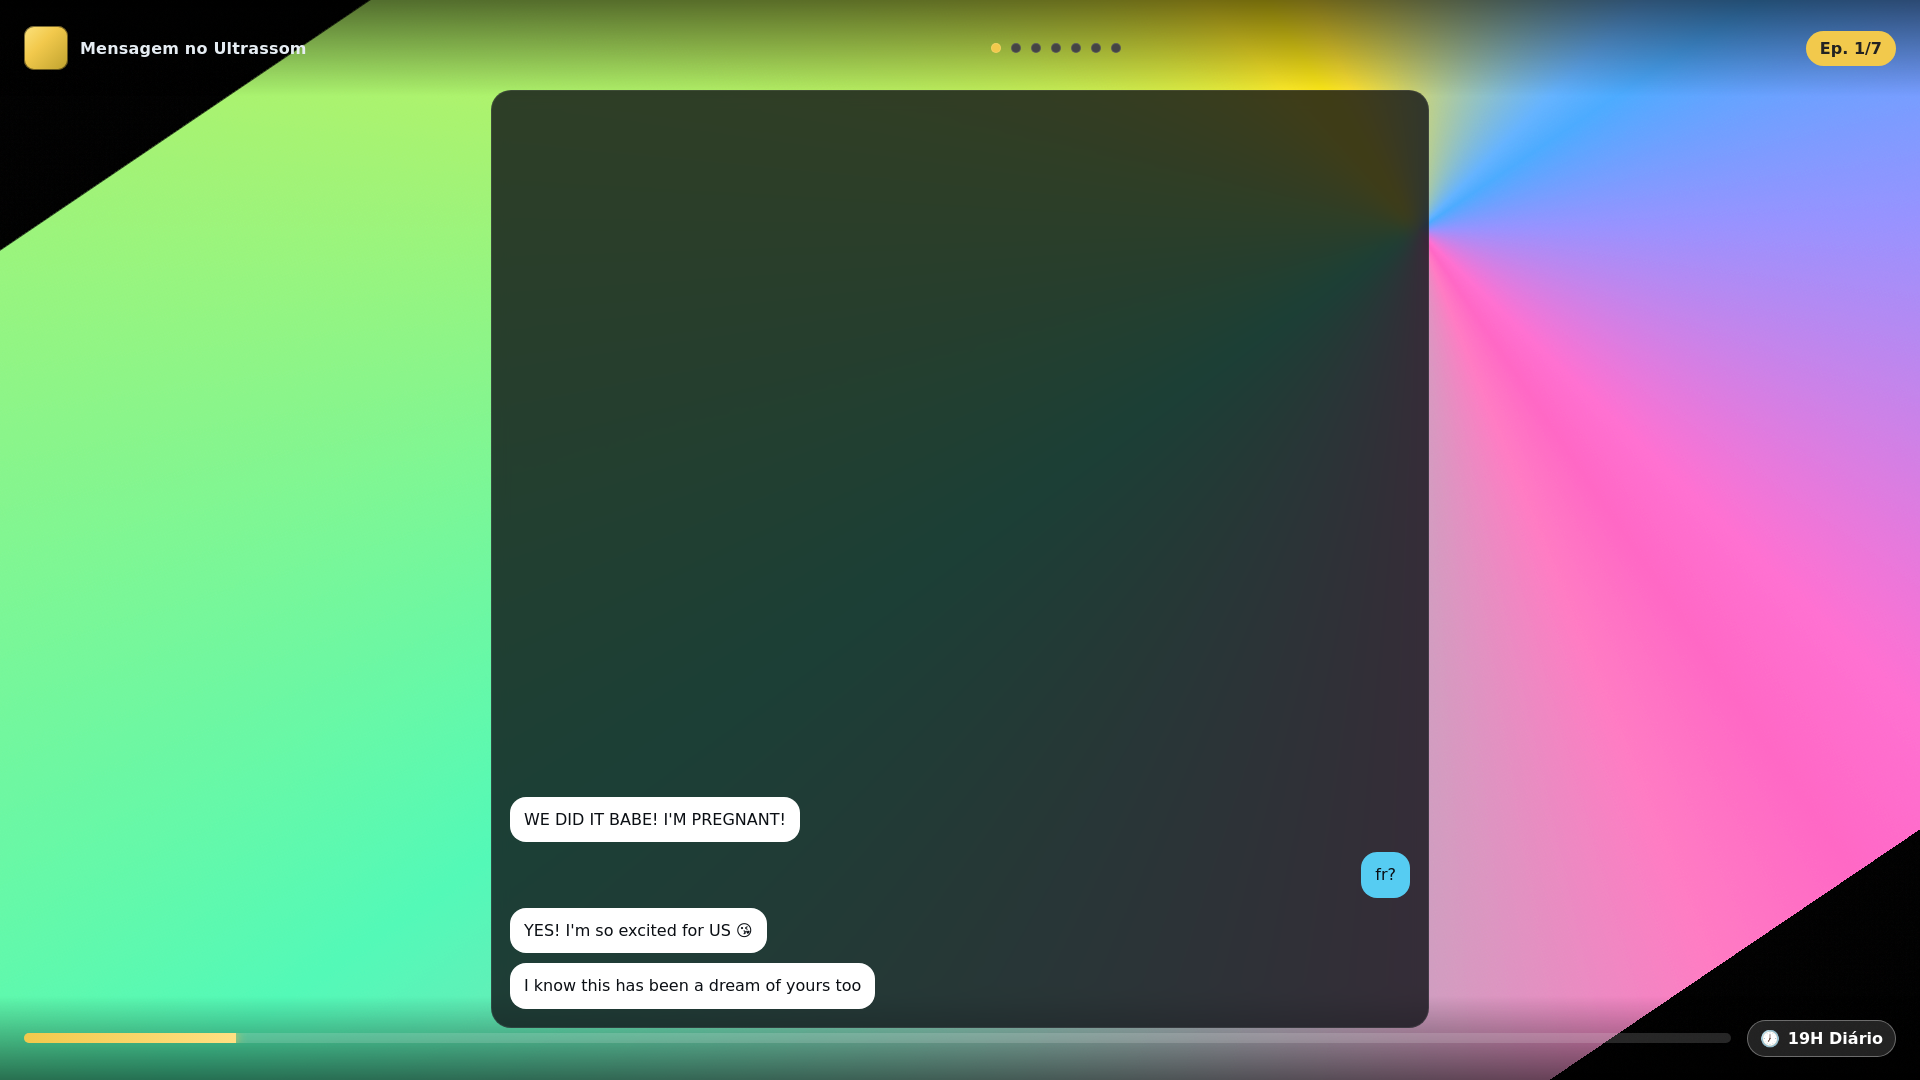 Mensagem no Ultrassom
Ep. 1/7
WE DID IT BABE! I'M PREGNANT!
fr?
YES! I'm so excited for US 😘
I know this has been a dream of yours too
🕖 19H Diário